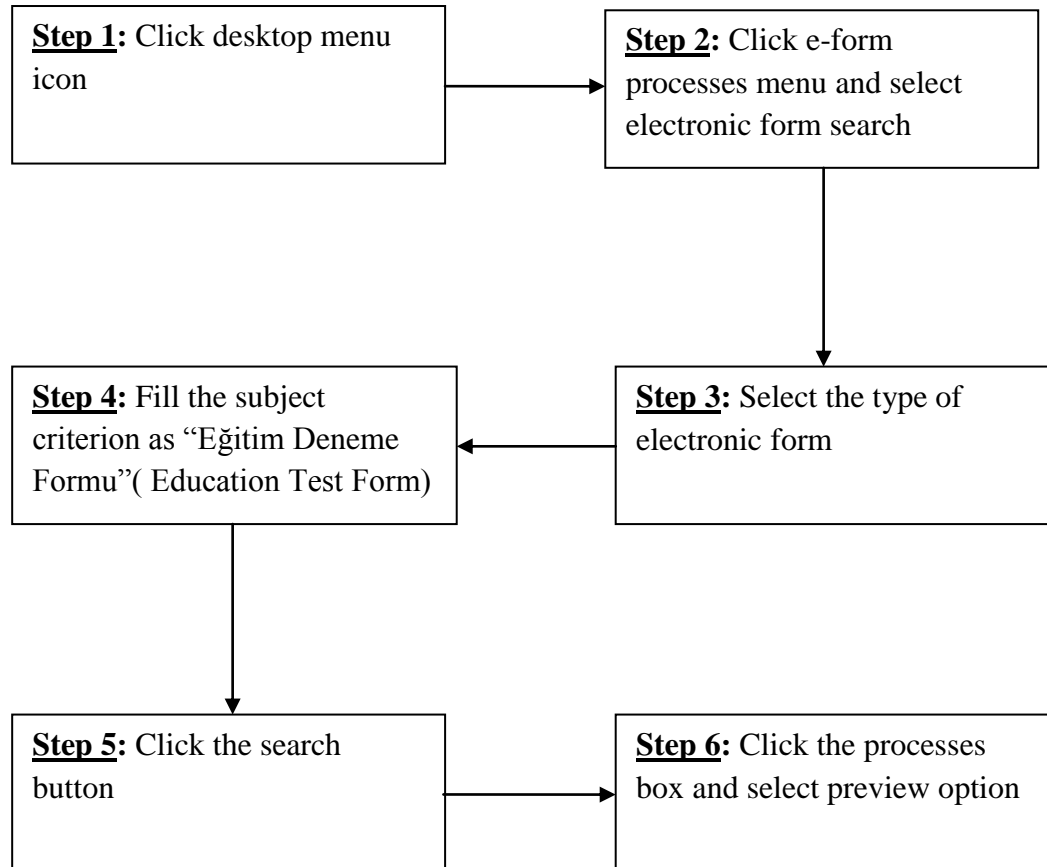 Step 1: Click desktop menu
icon
Step 2: Click e-form
processes menu and select
electronic form search
Step 3: Select the type of
electronic form
Step 4: Fill the subject
criterion as “Eğitim Deneme
Formu”( Education Test Form)
Step 5: Click the search
button
Step 6: Click the processes
box and select preview option